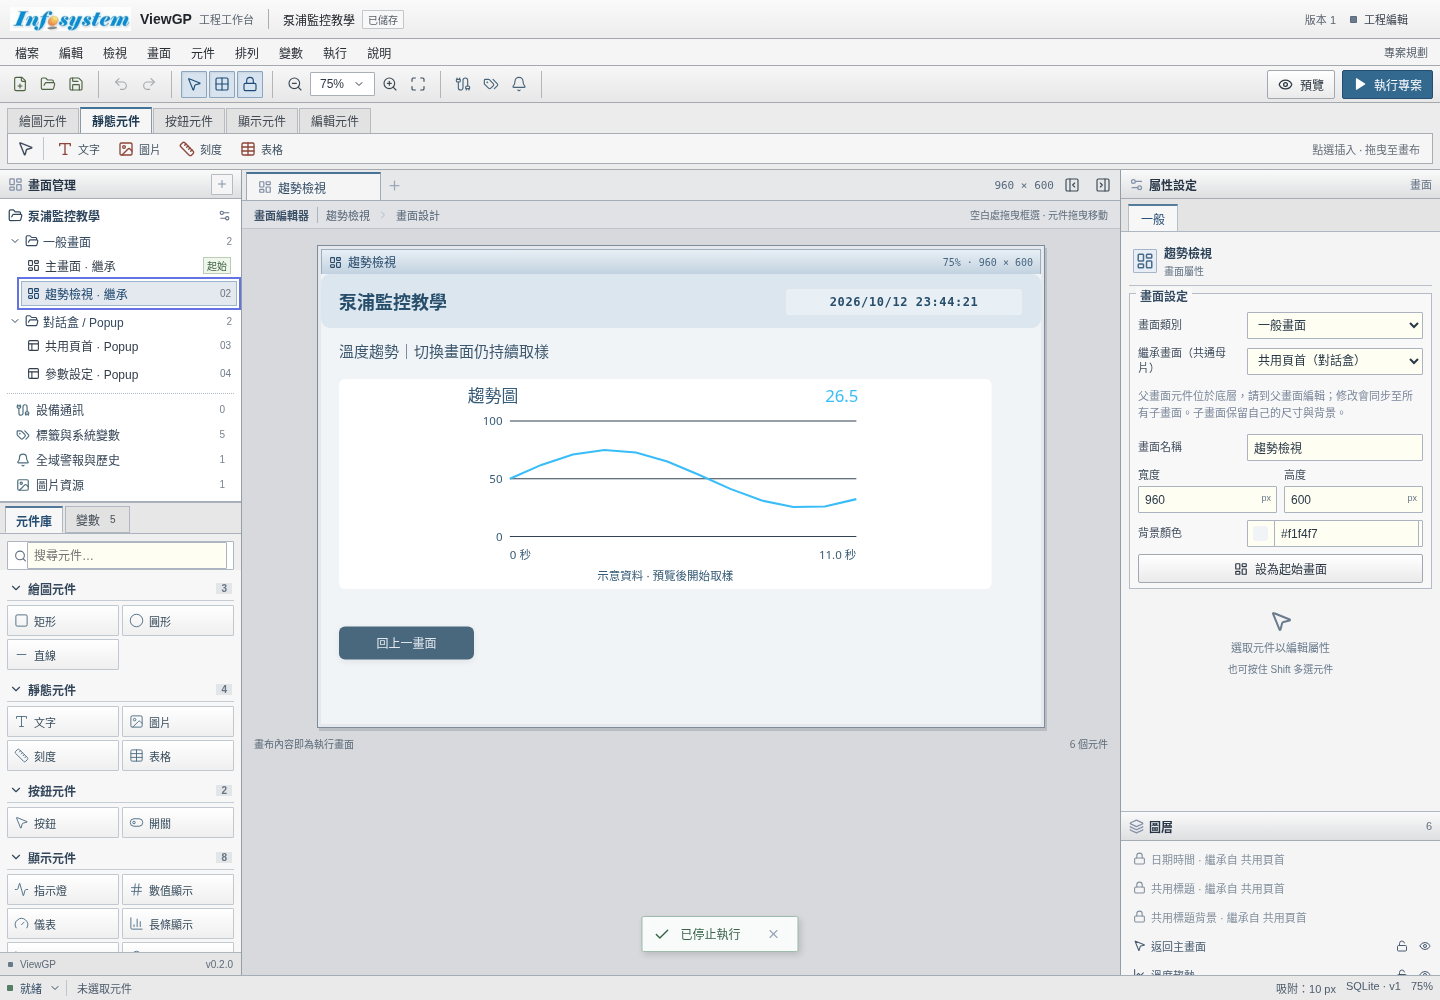 Infosystem ViewGP 工程工作台 泵浦監控教學 已儲存 版本 1 工程編輯
檔案 編輯 檢視 畫面 元件 排列 變數 執行 說明 專案規劃
75% 預覽 執行專案
繪圖元件 靜態元件 按鈕元件 顯示元件 編輯元件
文字 圖片 刻度 表格 點選插入 · 拖曳至畫布
畫面管理
泵浦監控教學
一般畫面 2
主畫面 · 繼承 起始
趨勢檢視 · 繼承 02
對話盒 / Popup 2
共用頁首 · Popup 03
參數設定 · Popup 04
設備通訊 0
標籤與系統變數 5
全域警報與歷史 1
圖片資源 1
元件庫 變數 5
搜尋元件...
繪圖元件 3
矩形 圓形
直線
靜態元件 4
文字 圖片
刻度 表格
按鈕元件 2
按鈕 開關
顯示元件 8
指示燈 數值顯示
儀表 長條顯示
ViewGP v0.2.0
趨勢檢視 960 × 600
畫面編輯器 趨勢檢視 畫面設計 空白處拖曳框選 · 元件拖曳移動
趨勢檢視 75% · 960 × 600
泵浦監控教學 2026/10/12 23:44:21
溫度趨勢｜切換畫面仍持續取樣
趨勢圖 26.5
100
50
0
0 秒 11.0 秒
示意資料 · 預覽後開始取樣
回上一畫面
畫布內容即為執行畫面 6 個元件
已停止執行
屬性設定 畫面
一般
趨勢檢視
畫面屬性
畫面設定
畫面類別 一般畫面
繼承畫面（共通母片） 共用頁首（對話盒）
父畫面元件位於底層，請到父畫面編輯；修改會同步至所
有子畫面。子畫面保留自己的尺寸與背景。
畫面名稱 趨勢檢視
寬度 高度
960 px 600 px
背景顏色 #f1f4f7
設為起始畫面
選取元件以編輯屬性
也可按住 Shift 多選元件
圖層 6
日期時間 · 繼承自 共用頁首
共用標題 · 繼承自 共用頁首
共用標題背景 · 繼承自 共用頁首
返回主畫面
溫度趨勢
就緒 未選取元件 吸附：10 px SQLite · v1 75%